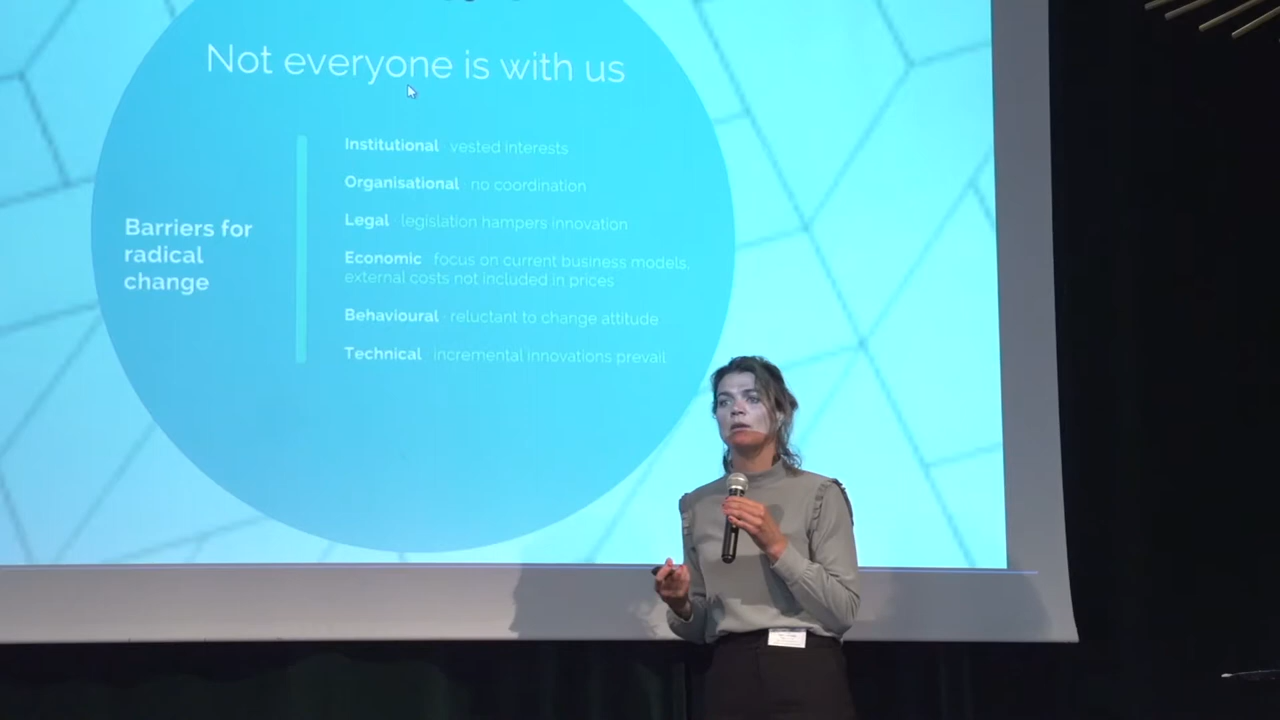 Not everyone is with us
Barriers for
radical
change
Institutional · vested interests
Organisational · no coordination
Legal · legislation hampers innovation
Economic · focus on current business models,
external costs not included in prices
Behavioural · reluctant to change attitude
Technical · incremental innovations prevail